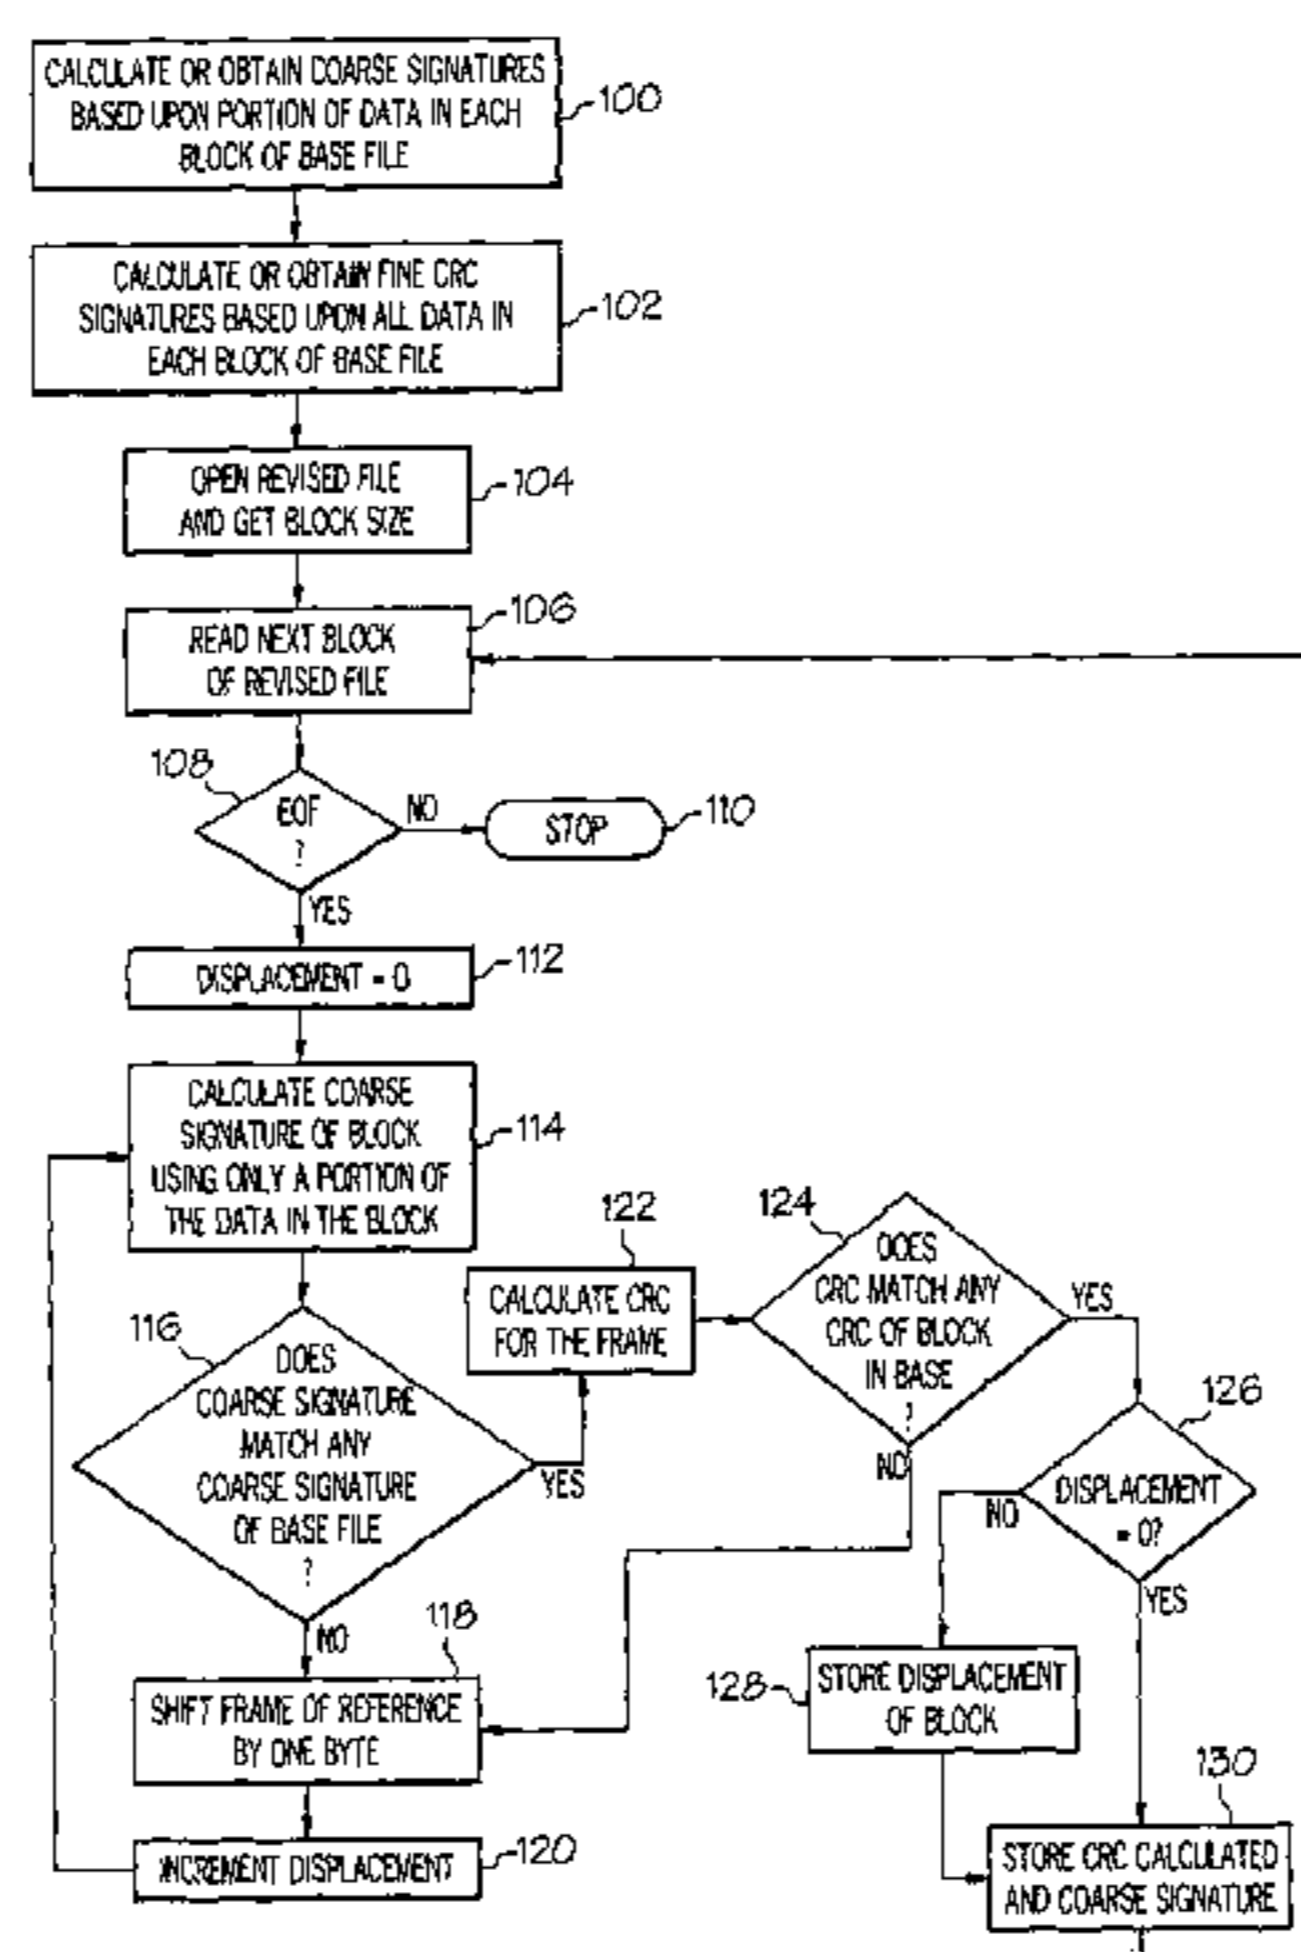 CALCULATE OR OBTAIN COARSE SIGNATURES
BASED UPON PORTION OF DATA IN EACH
BLOCK OF BASE FILE
100
CALCULATE OR OBTAIN FINE CRC
SIGNATURES BASED UPON ALL DATA IN
EACH BLOCK OF BASE FILE
102
OPEN REVISED FILE
AND GET BLOCK SIZE
104
READ NEXT BLOCK
OF REVISED FILE
106
108
EOF
?
NO
STOP
110
YES
DISPLACEMENT = 0
112
CALCULATE COARSE
SIGNATURE OF BLOCK
USING ONLY A PORTION OF
THE DATA IN THE BLOCK
114
116
DOES
COARSE SIGNATURE
MATCH ANY
COARSE SIGNATURE
OF BASE FILE
?
YES
NO
118
SHIFT FRAME OF REFERENCE
BY ONE BYTE
INCREMENT DISPLACEMENT
120
122
CALCULATE CRC
FOR THE FRAME
124
DOES
CRC MATCH ANY
CRC OF BLOCK
IN BASE
?
YES
NO
126
DISPLACEMENT
= 0?
NO
YES
128
STORE DISPLACEMENT
OF BLOCK
130
STORE CRC CALCULATED
AND COARSE SIGNATURE